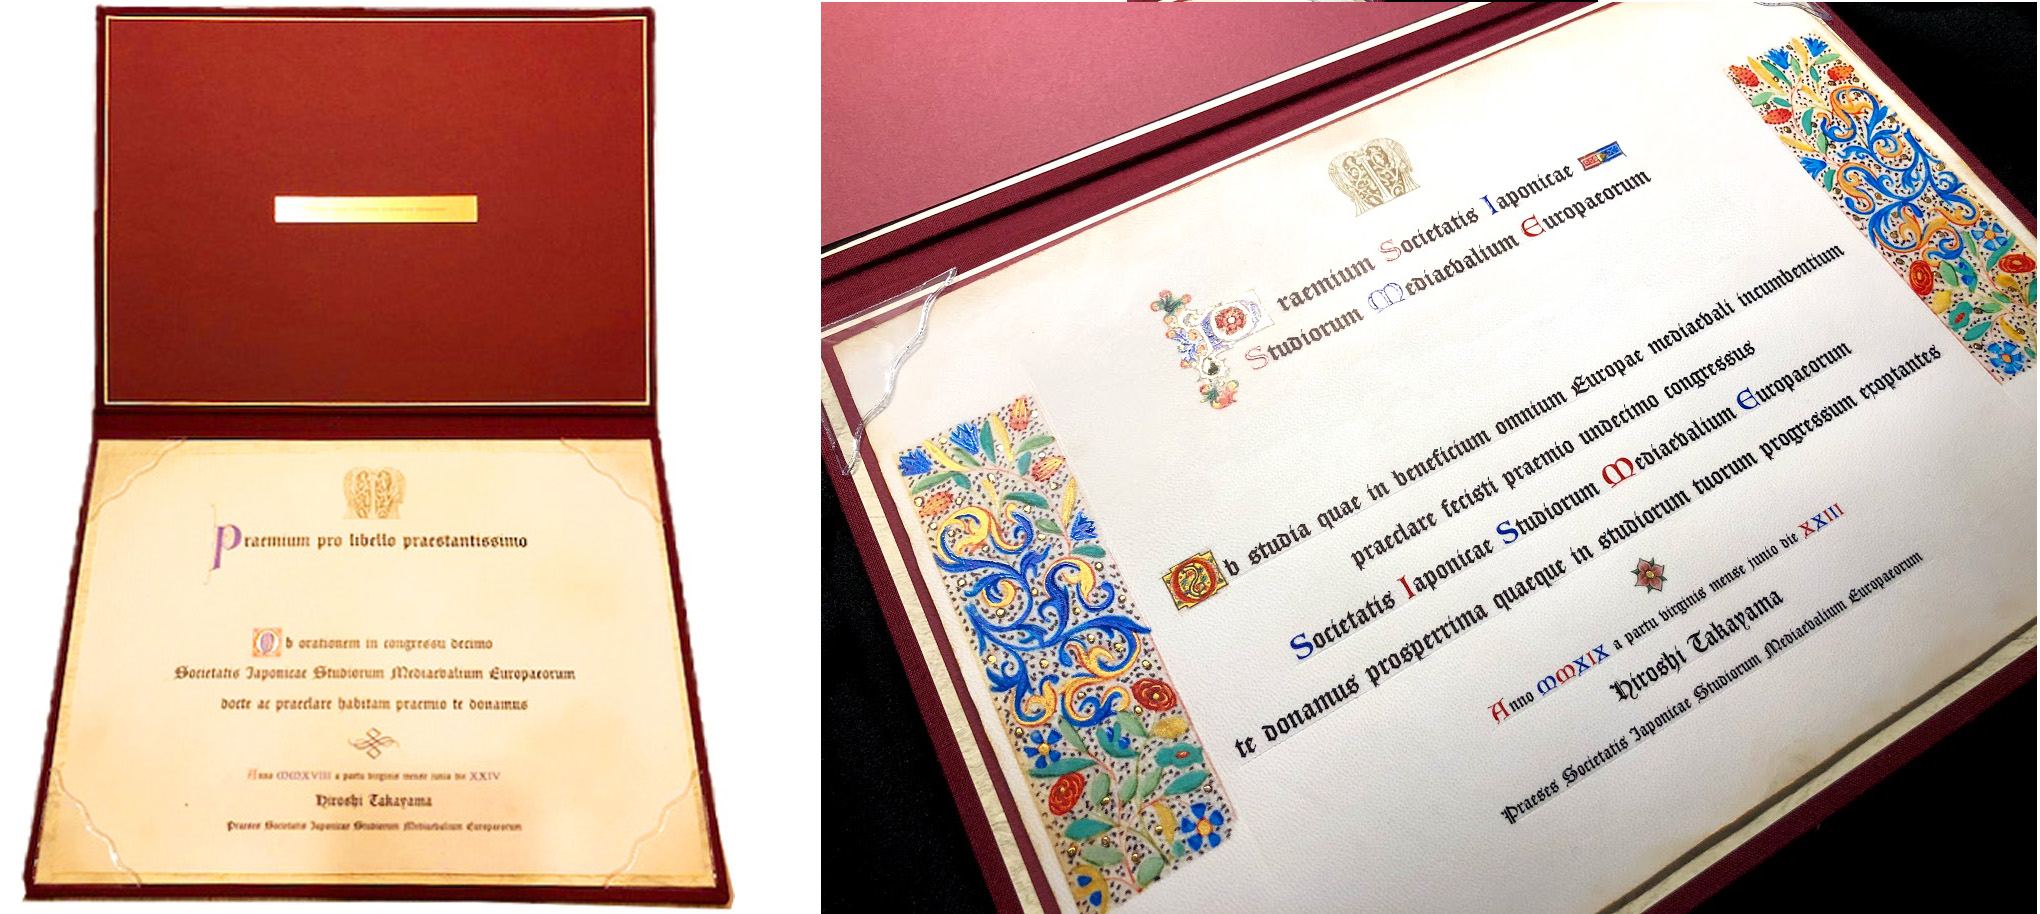 Praemium pro libello praestantissimo
Ob orationem in congressu decimo
Societatis Iaponicae Studiorum Mediaevalium Europaeorum
docte ac praeclare habitam praemio te donamus
Anno MMXVIII a partu virginis mense iunio die XXIV
Hiroshi Takayama
Praeses Societatis Iaponicae Studiorum Mediaevalium Europaeorum
Praemium Societatis Iaponicae
Studiorum Mediaevalium Europaeorum
Ob studia quae in beneficium omnium Europae mediaevali incumbentium
praeclare fecisti praemio undecimo congressus
Societatis Iaponicae Studiorum Mediaevalium Europaeorum
te donamus prosperrima quaeque in studiorum tuorum progressum exoptantes
Anno MMXIX a partu virginis mense junio die XXIII
Hiroshi Takayama
Praeses Societatis Iaponicae Studiorum Mediaevalium Europaeorum